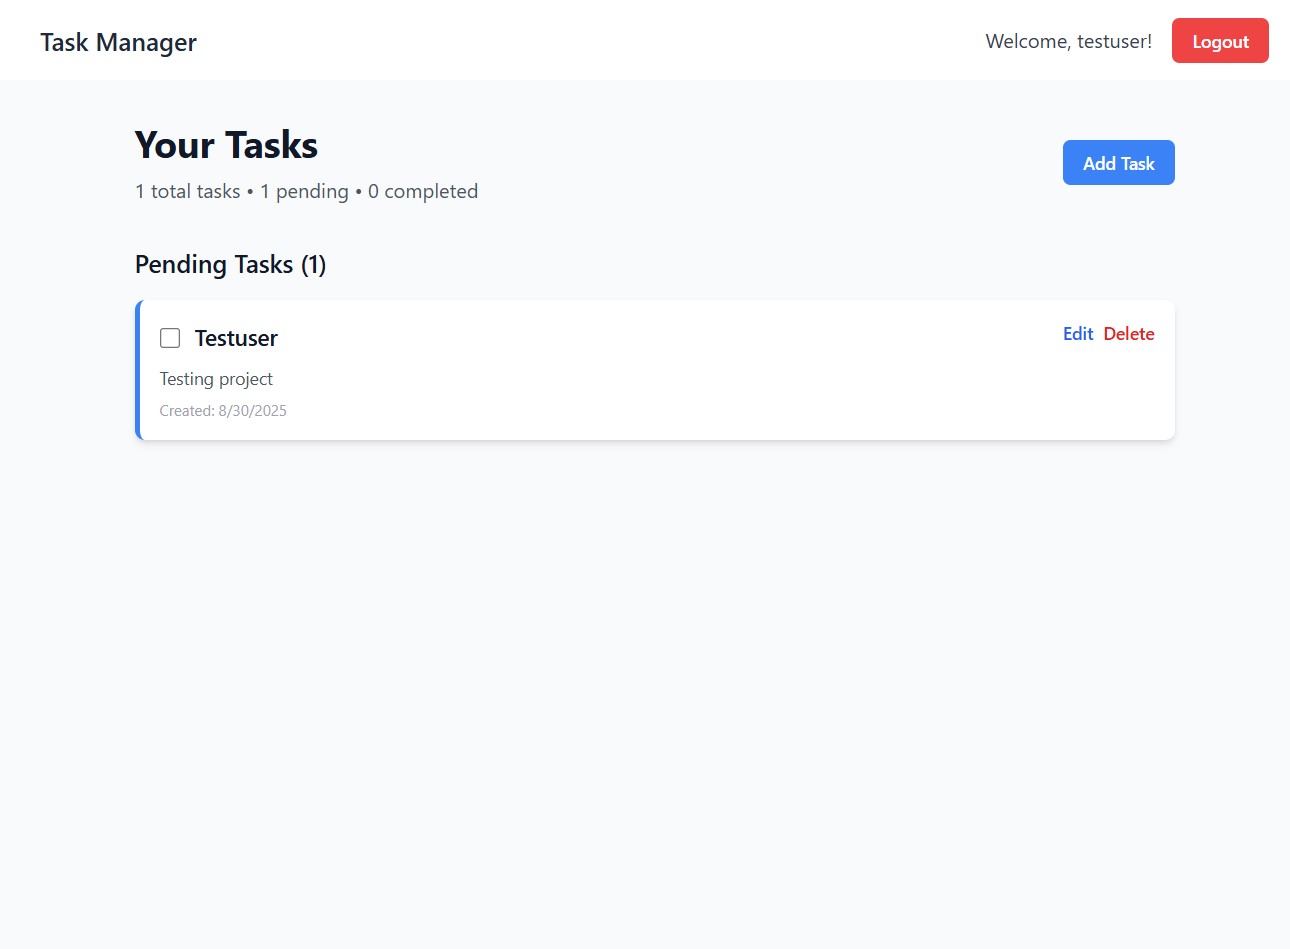 Task Manager
Welcome, testuser!
Logout
Your Tasks
1 total tasks • 1 pending • 0 completed
Add Task
Pending Tasks (1)
Testuser
Edit Delete
Testing project
Created: 8/30/2025